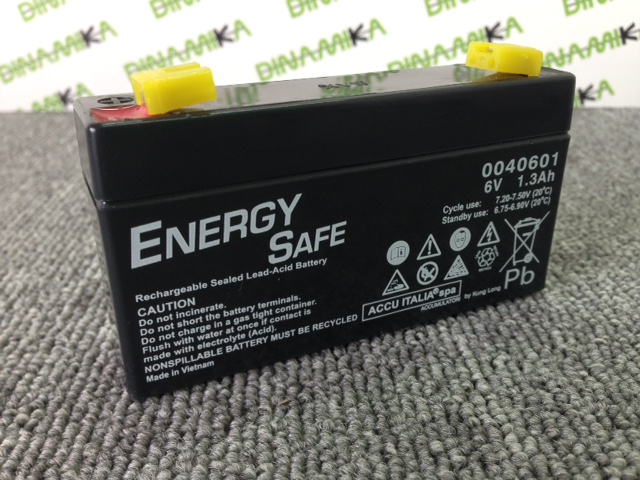 DINAMIKA
DINAMIKA
DINAMIKA
DINAMIKA
DINAMIKA
ENERGY
SAFE
Rechargeable Sealed Lead-Acid Battery
CAUTION
Do not incinerate.
Do not short the battery terminals.
Do not charge in a gas tight container.
Flush with water at once if contact is
made with electrolyte (Acid).
NONSPILLABLE BATTERY MUST BE RECYCLED
Made in Vietnam
0040601
6V 1.3Ah
Cycle use: 7.20-7.50V (20°C)
Standby use: 6.75-6.90V (20°C)
Pb
ACCU ITALIA®spa
ACCUMULATORI by Kung Long